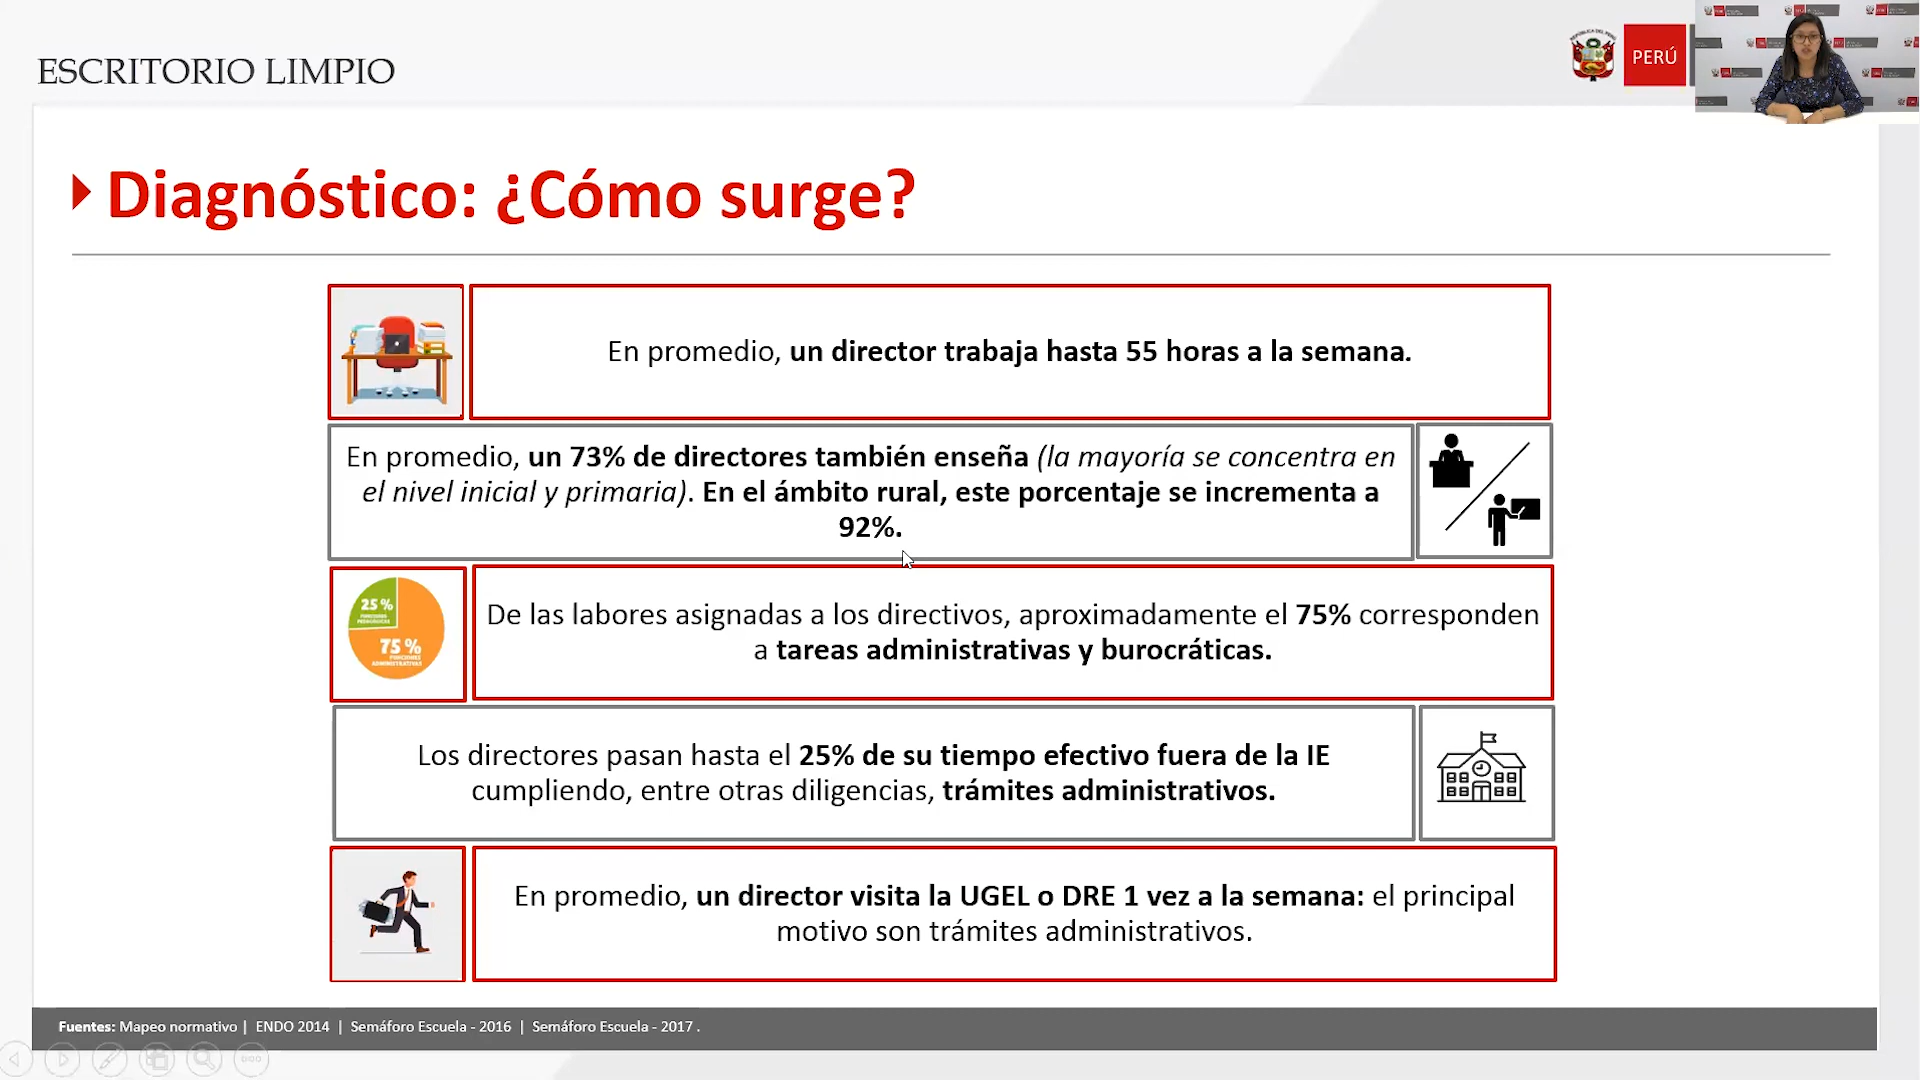 ESCRITORIO LIMPIO
PERÚ
Diagnóstico: ¿Cómo surge?
En promedio, un director trabaja hasta 55 horas a la semana.
En promedio, un 73% de directores también enseña (la mayoría se concentra en
el nivel inicial y primaria). En el ámbito rural, este porcentaje se incrementa a
92%.
25 %
75 %
De las labores asignadas a los directivos, aproximadamente el 75% corresponden
a tareas administrativas y burocráticas.
Los directores pasan hasta el 25% de su tiempo efectivo fuera de la IE
cumpliendo, entre otras diligencias, trámites administrativos.
En promedio, un director visita la UGEL o DRE 1 vez a la semana: el principal
motivo son trámites administrativos.
Fuentes: Mapeo normativo | ENDO 2014 | Semáforo Escuela - 2016 | Semáforo Escuela - 2017 .